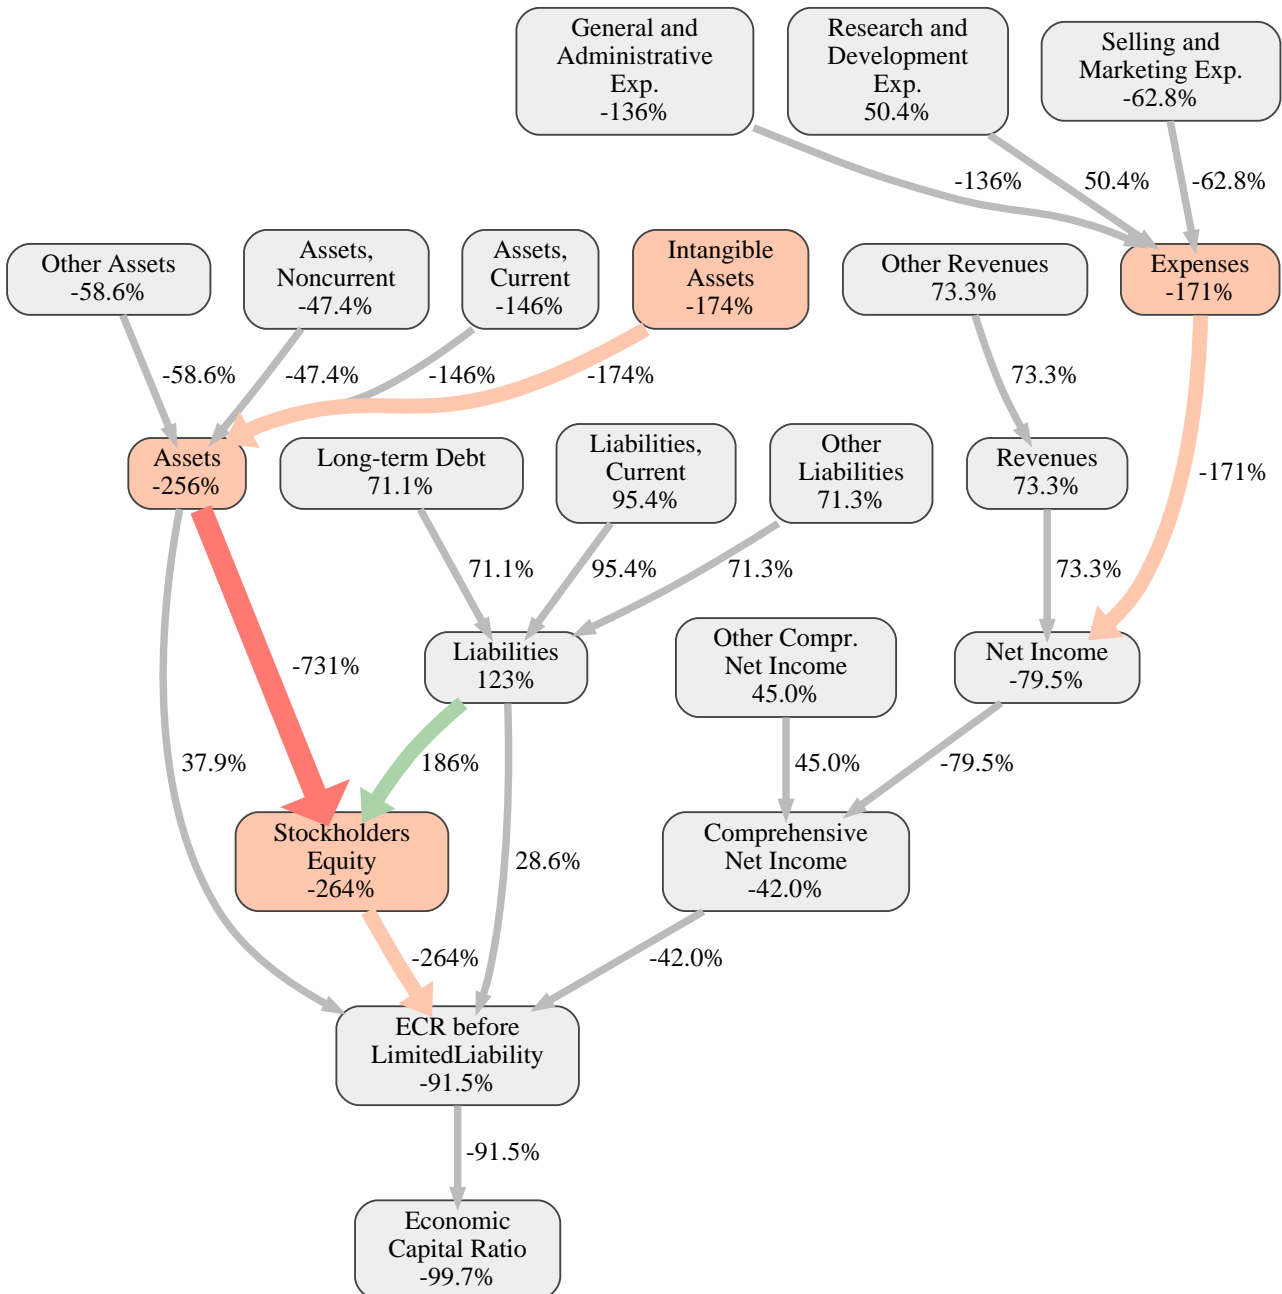 General and
Administrative
Exp.
-136%
Research and
Development
Exp.
50.4%
Selling and
Marketing Exp.
-62.8%
-136%
50.4%
-62.8%
Other Assets
-58.6%
Assets,
Noncurrent
-47.4%
Assets,
Current
-146%
Intangible
Assets
-174%
Other Revenues
73.3%
Expenses
-171%
-58.6%
-47.4%
-146%
-174%
73.3%
-171%
Assets
-256%
Long-term Debt
71.1%
Liabilities,
Current
95.4%
Other
Liabilities
71.3%
Revenues
73.3%
71.1%
95.4%
71.3%
73.3%
-731%
Liabilities
123%
Other Compr.
Net Income
45.0%
Net Income
-79.5%
37.9%
186%
45.0%
-79.5%
Stockholders
Equity
-264%
28.6%
Comprehensive
Net Income
-42.0%
-264%
-42.0%
ECR before
LimitedLiability
-91.5%
-91.5%
Economic
Capital Ratio
-99.7%